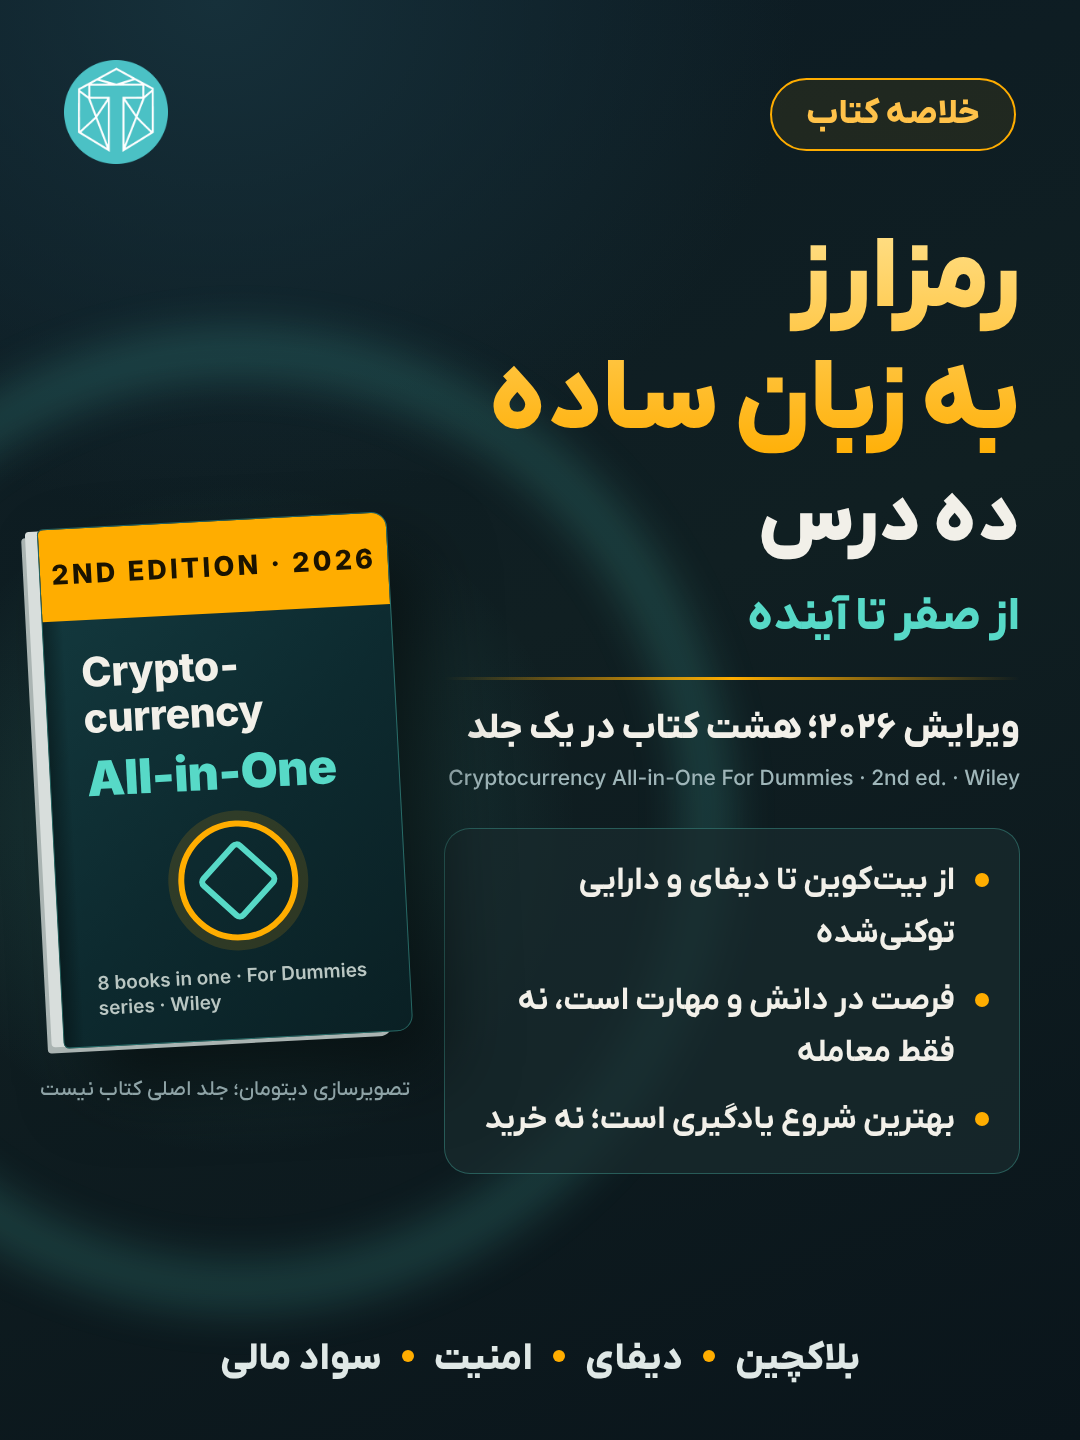 خلاصه کتاب
رمزارز
به زبان ساده
ده درس
از صفر تا آینده
ویرایش ۲۰۲۶؛ هشت کتاب در یک جلد
Cryptocurrency All-in-One For Dummies · 2nd ed. · Wiley
از بیت‌کوین تا دیفای و دارایی
توکنی‌شده
فرصت در دانش و مهارت است، نه
فقط معامله
بهترین شروع یادگیری است؛ نه خرید
2ND EDITION · 2026
Crypto-
currency
All-in-One
8 books in one · For Dummies
series · Wiley
تصویرسازی دیتومان؛ جلد اصلی کتاب نیست
بلاکچین • دیفای • امنیت • سواد مالی